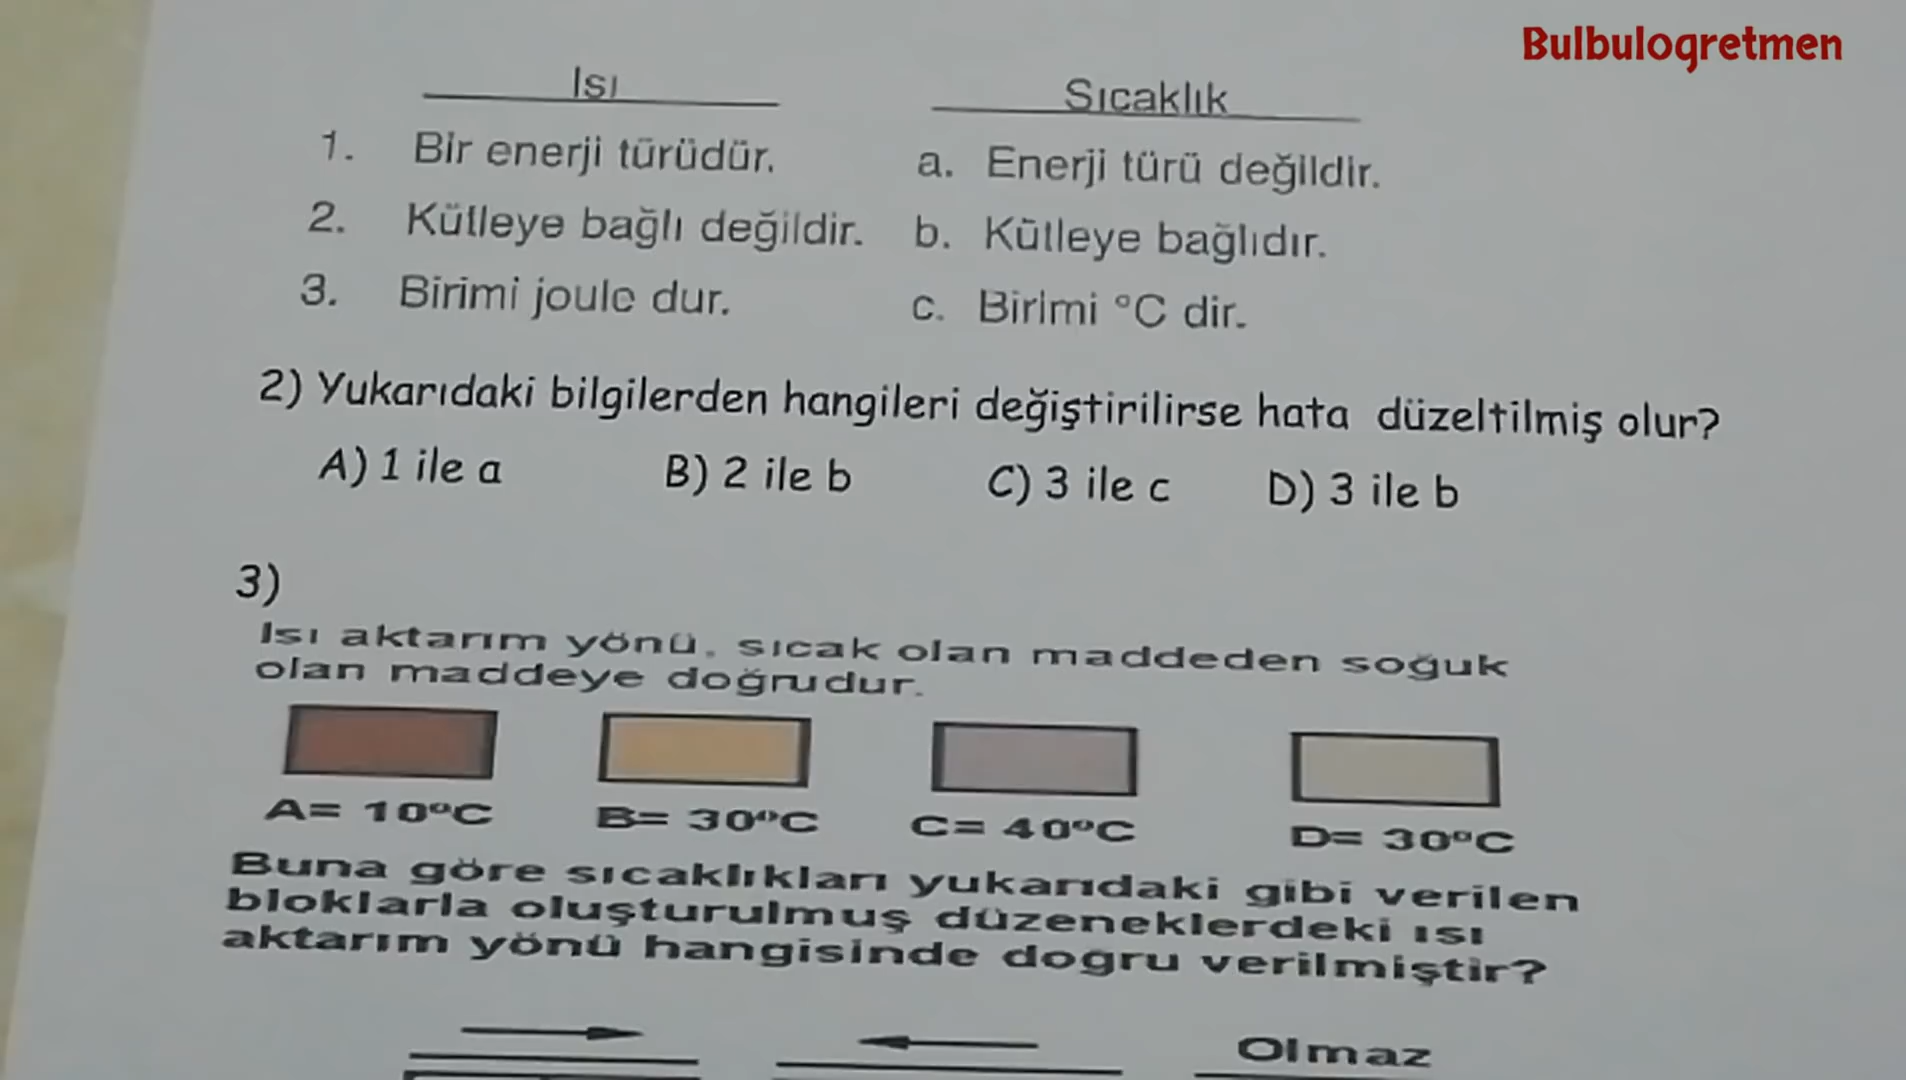 Bulbulogretmen
Isı Sıcaklık
1. Bir enerji türüdür. a. Enerji türü değildir.
2. Kütleye bağlı değildir. b. Kütleye bağlıdır.
3. Birimi joule dur. c. Birimi °C dir.
2) Yukarıdaki bilgilerden hangileri değiştirilirse hata düzeltilmiş olur?
A) 1 ile a B) 2 ile b C) 3 ile c D) 3 ile b
3)
Isı aktarım yönü, sıcak olan maddeden soğuk
olan maddeye doğrudur.
A= 10°C B= 30°C C= 40°C D= 30°C
Buna göre sıcaklıkları yukarıdaki gibi verilen
bloklarla oluşturulmuş düzeneklerdeki ısı
aktarım yönü hangisinde doğru verilmiştir?
Olmaz